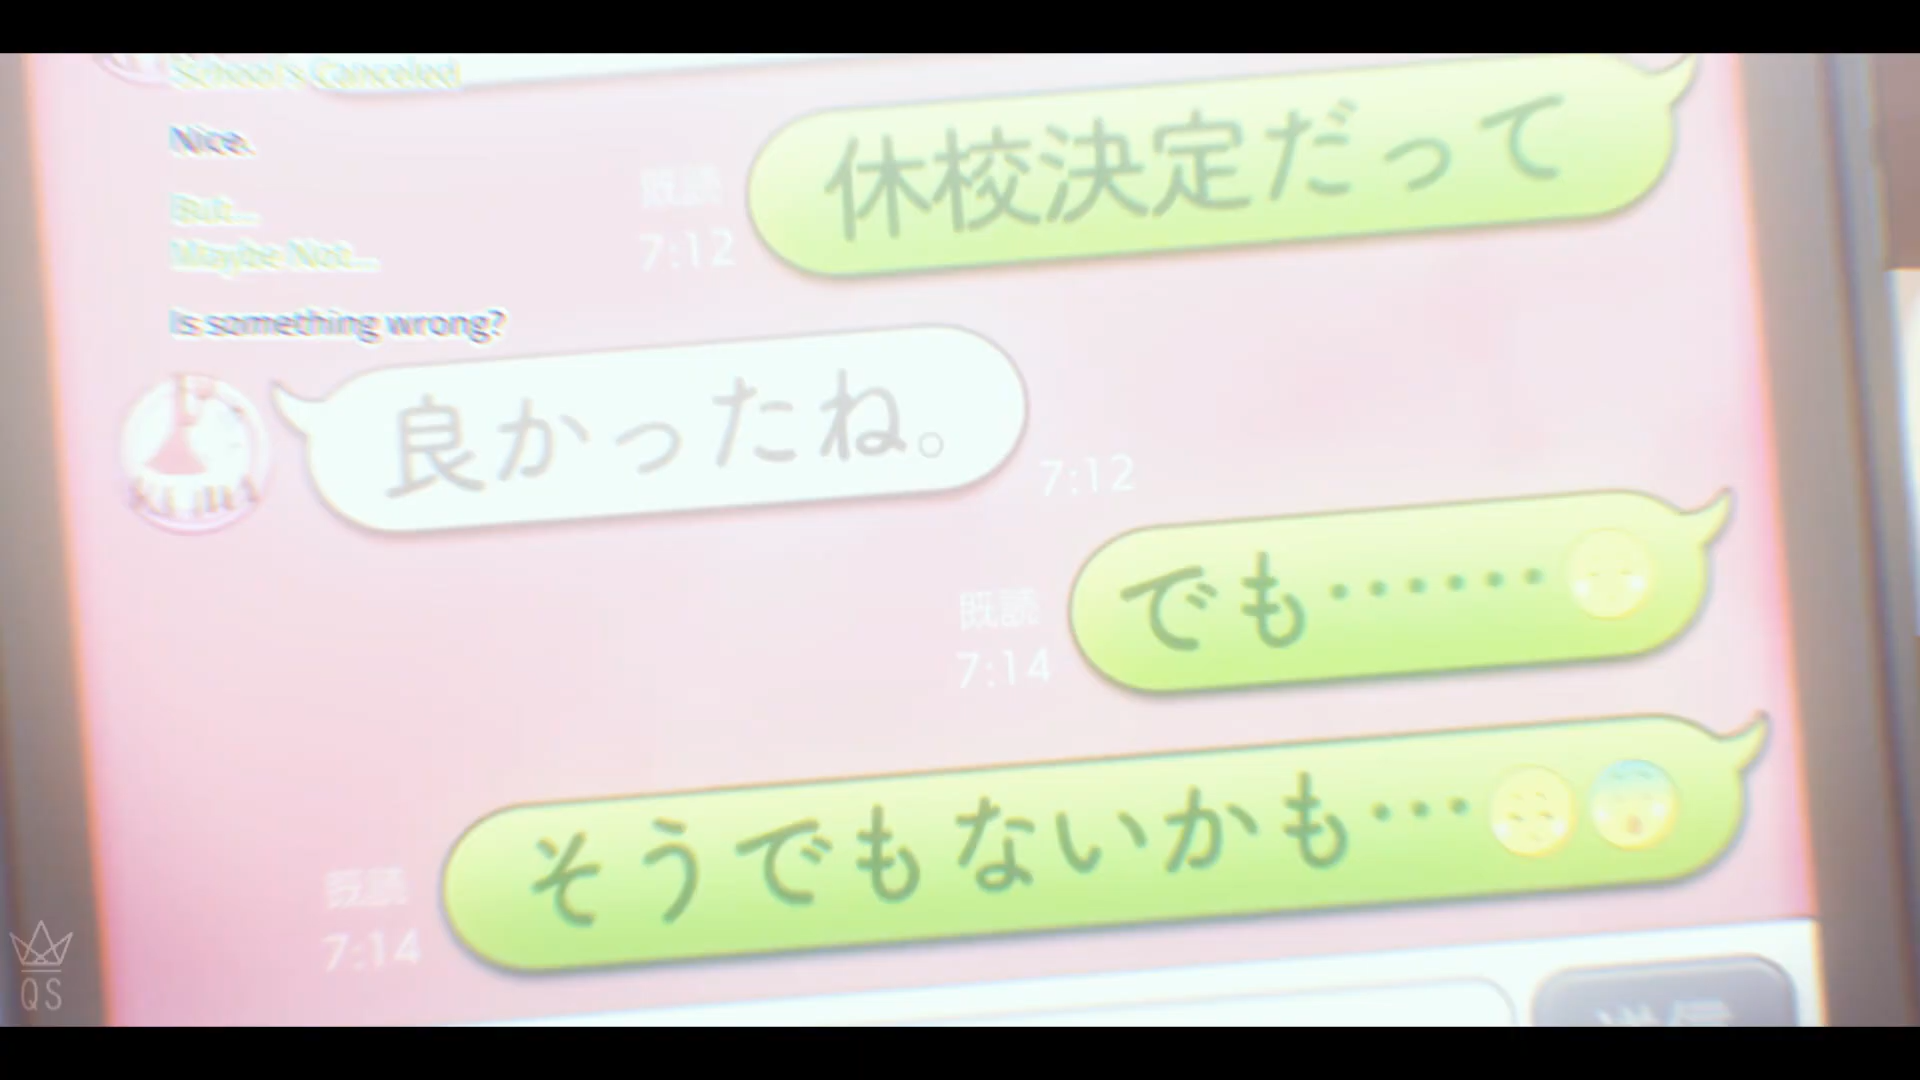 School's Canceled
Nice.
But...
Maybe Not...
Is something wrong?
休校決定だって
既読
7:12
良かったね。
7:12
でも‥‥‥
既読
7:14
そうでもないかも…
既読
7:14
送信
QS